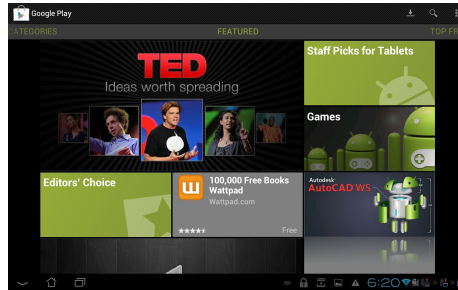 Google Play
CATEGORIES
FEATURED
TOP FR
TED
Ideas worth spreading
Staff Picks for Tablets
Games
Editors' Choice
100,000 Free Books
Wattpad
Wattpad.com
Free
Autodesk
AutoCAD WS
6:20